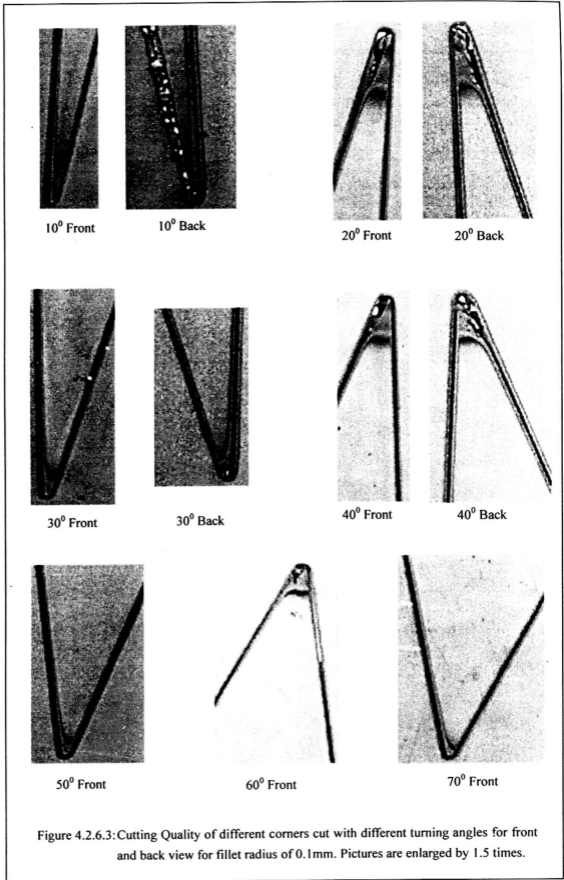 10⁰ Front 10⁰ Back 20⁰ Front 20⁰ Back
30⁰ Front 30⁰ Back 40⁰ Front 40⁰ Back
50⁰ Front 60⁰ Front 70⁰ Front
Figure 4.2.6.3: Cutting Quality of different corners cut with different turning angles for front
and back view for fillet radius of 0.1mm. Pictures are enlarged by 1.5 times.